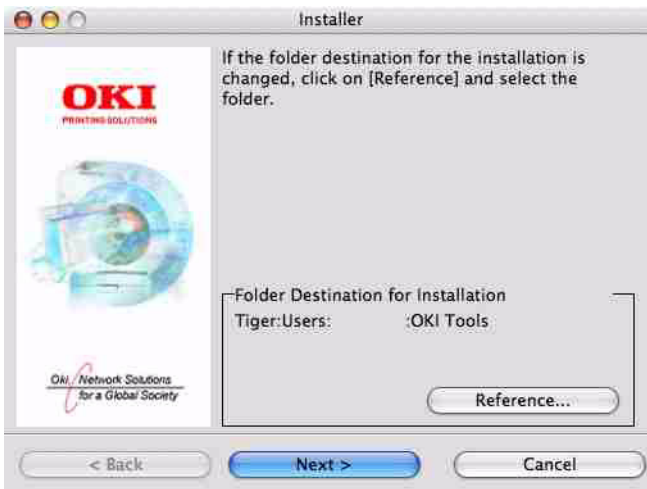 Installer
If the folder destination for the installation is
changed, click on [Reference] and select the
folder.
OKI
PRINTING SOLUTIONS
Folder Destination for Installation
Tiger:Users: :OKI Tools
Oki, Network Solutions
for a Global Society
Reference...
< Back
Next >
Cancel